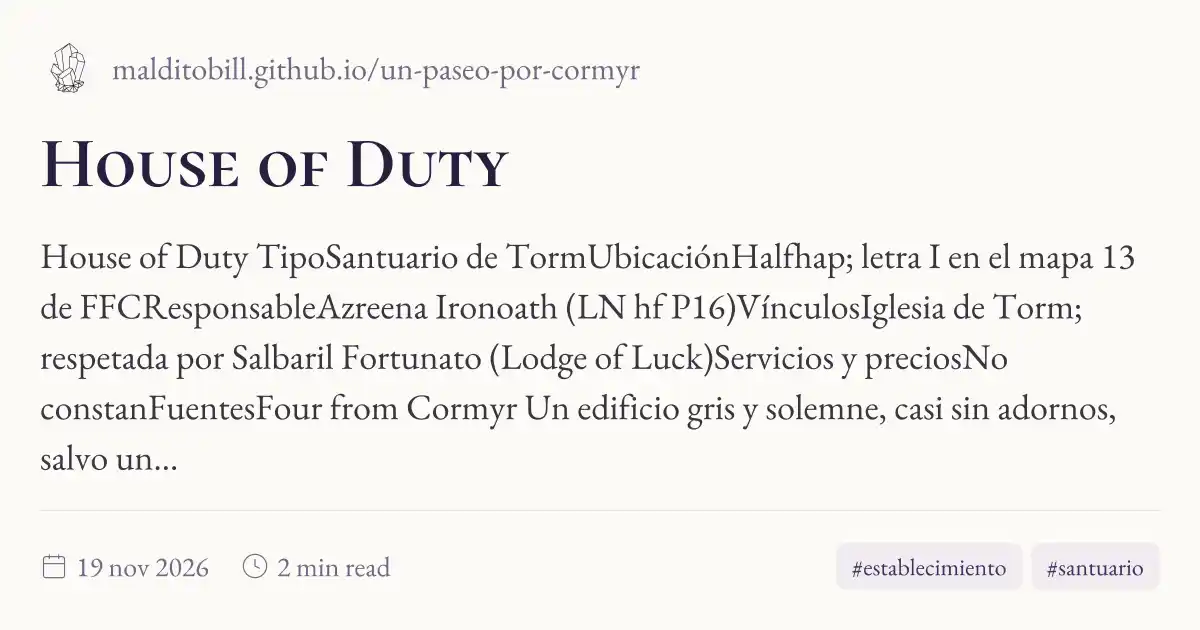 malditobill.github.io/un-paseo-por-cormyr
House of Duty
House of Duty TipoSantuario de TormUbicaciónHalfhap; letra I en el mapa 13
de FFCResponsableAzreena Ironoath (LN hf P16)VínculosIglesia de Torm;
respetada por Salbaril Fortunato (Lodge of Luck)Servicios y preciosNo
constanFuentesFour from Cormyr Un edificio gris y solemne, casi sin adornos,
salvo un...
19 nov 2026 2 min read #establecimiento #santuario